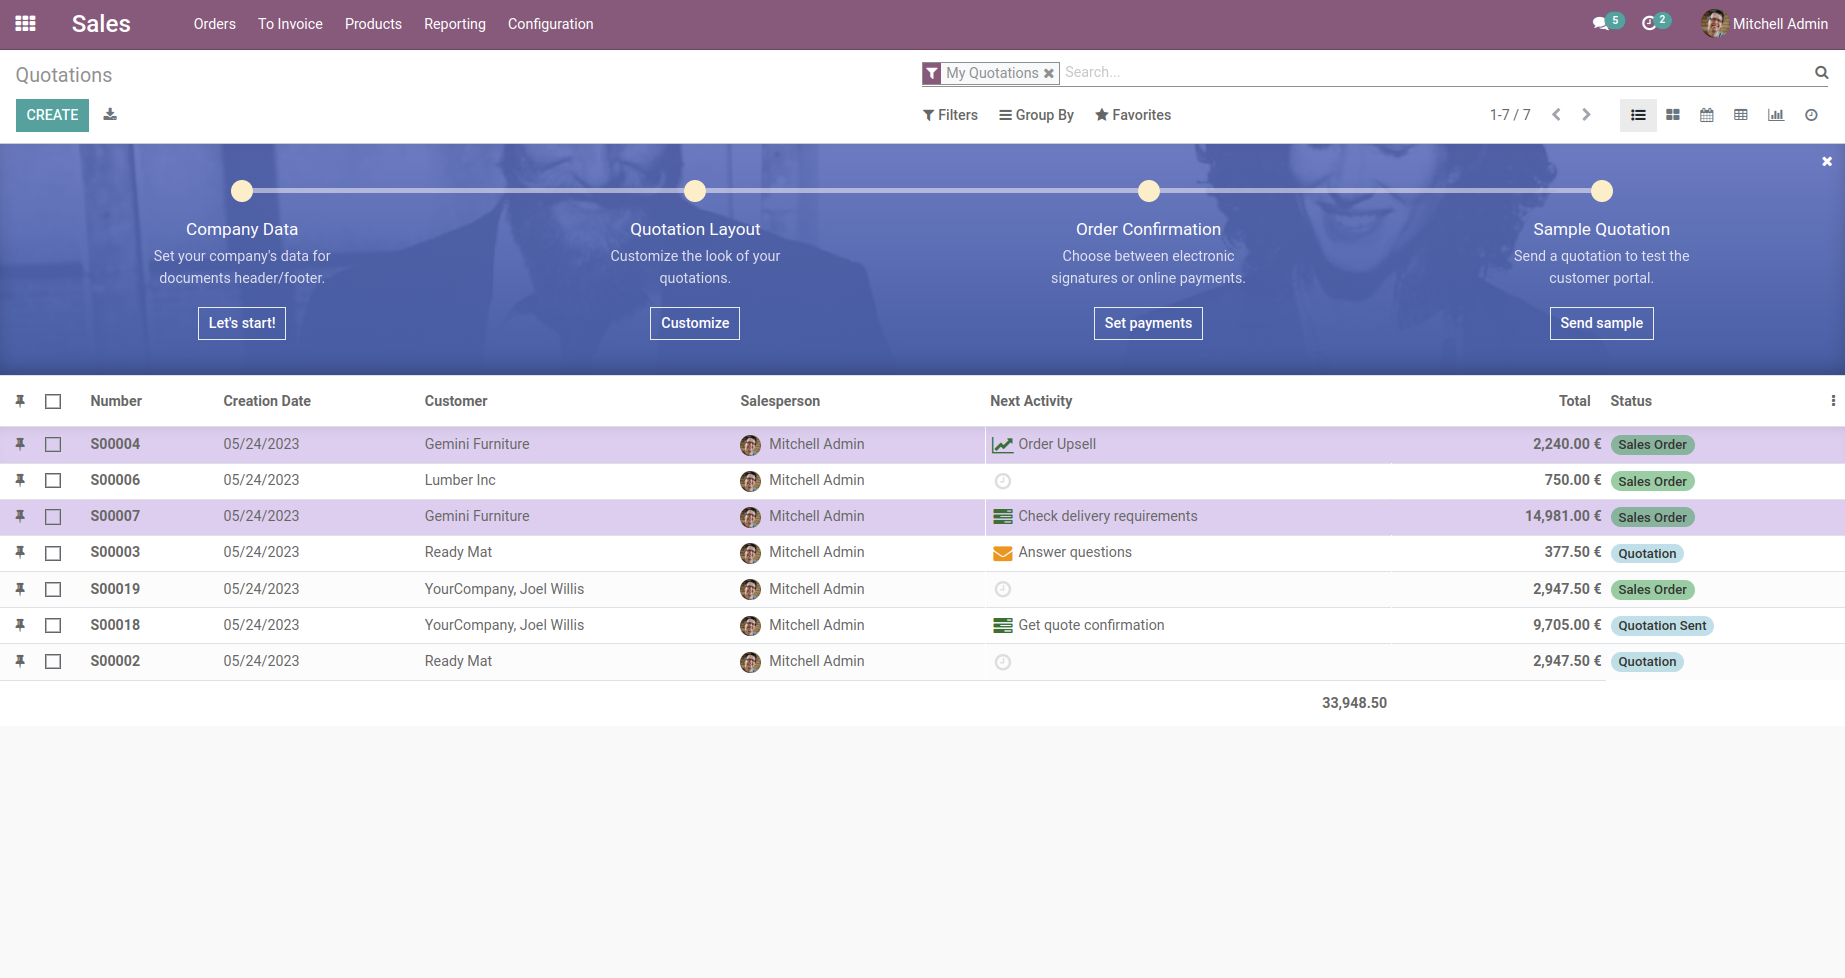 Sales Orders To Invoice Products Reporting Configuration 5 2 Mitchell Admin
Quotations My Quotations Search...
CREATE Filters Group By Favorites 1-7 / 7
Company Data Quotation Layout Order Confirmation Sample Quotation
Set your company's data for Customize the look of your Choose between electronic Send a quotation to test the
documents header/footer. quotations. signatures or online payments. customer portal.
Let's start! Customize Set payments Send sample
Number Creation Date Customer Salesperson Next Activity Total Status
S00004 05/24/2023 Gemini Furniture Mitchell Admin Order Upsell 2,240.00 € Sales Order
S00006 05/24/2023 Lumber Inc Mitchell Admin 750.00 € Sales Order
S00007 05/24/2023 Gemini Furniture Mitchell Admin Check delivery requirements 14,981.00 € Sales Order
S00003 05/24/2023 Ready Mat Mitchell Admin Answer questions 377.50 € Quotation
S00019 05/24/2023 YourCompany, Joel Willis Mitchell Admin 2,947.50 € Sales Order
S00018 05/24/2023 YourCompany, Joel Willis Mitchell Admin Get quote confirmation 9,705.00 € Quotation Sent
S00002 05/24/2023 Ready Mat Mitchell Admin 2,947.50 € Quotation
33,948.50